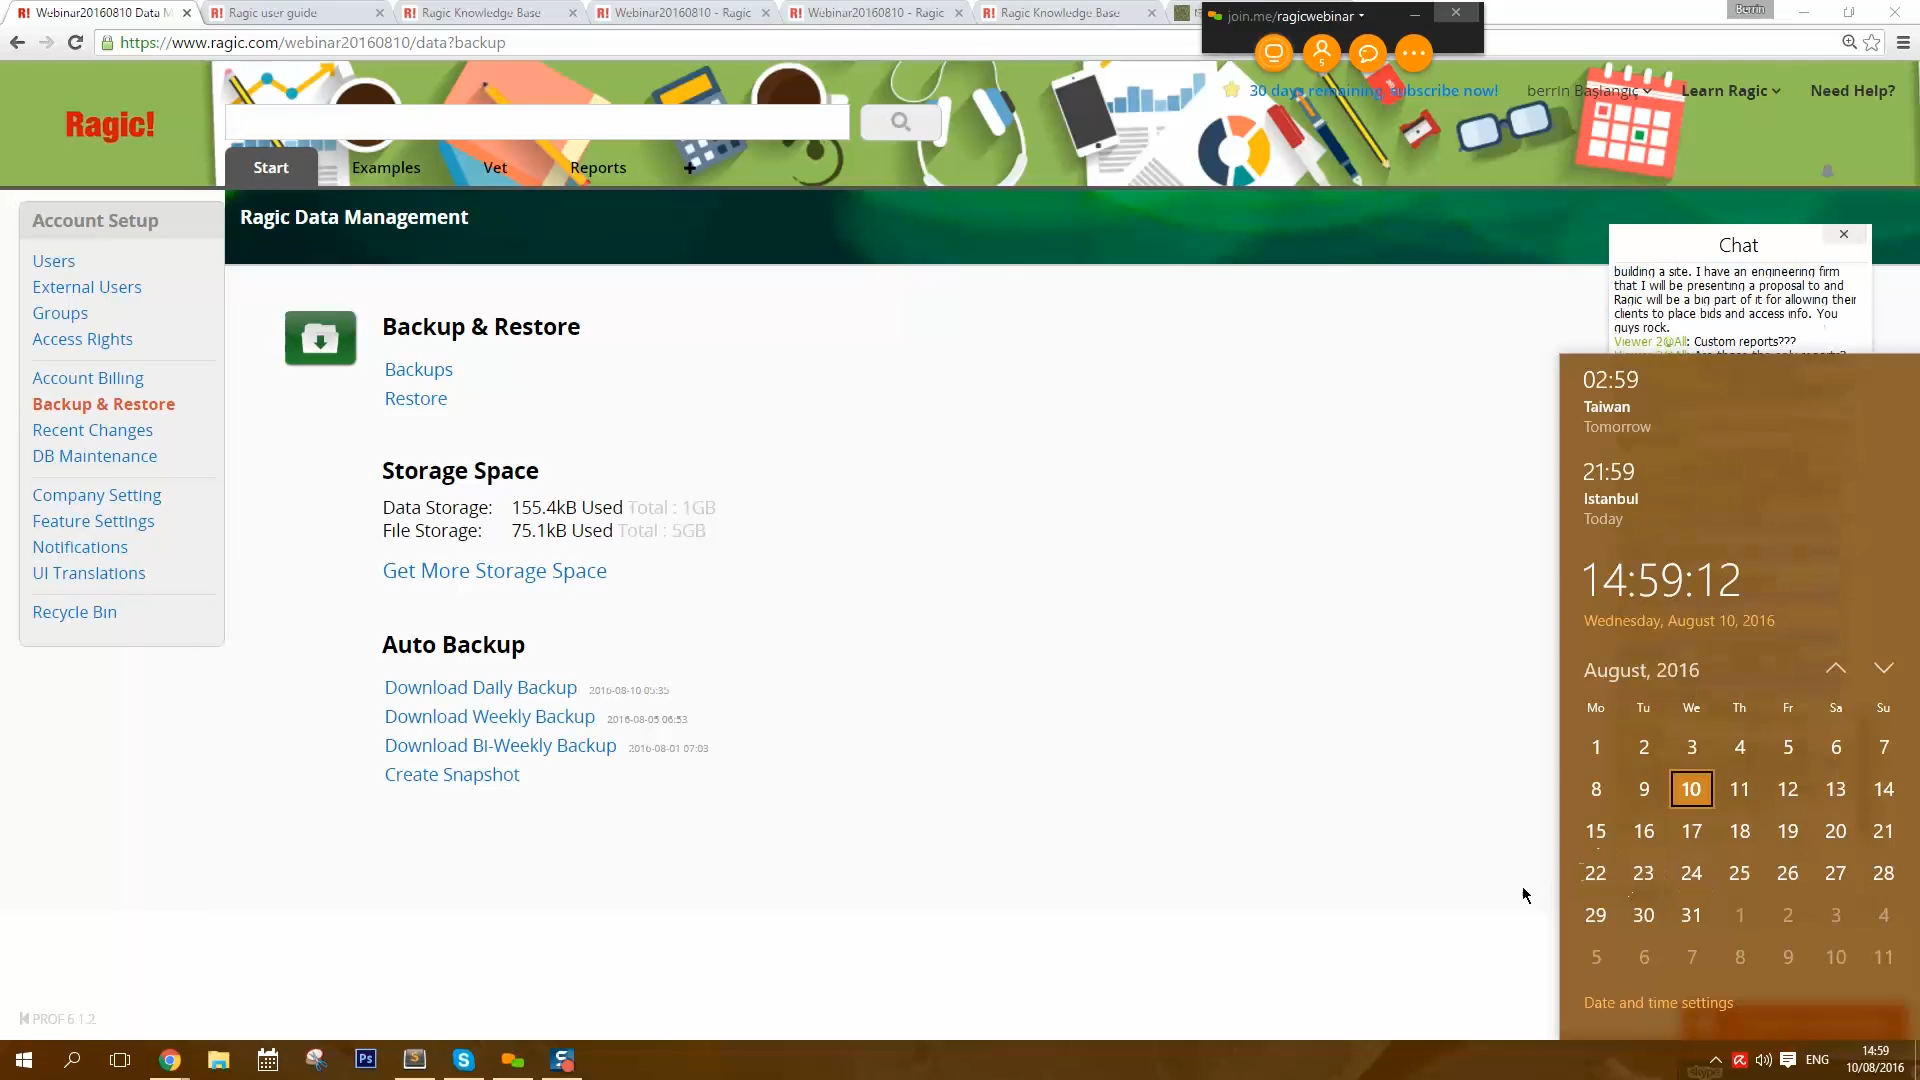 Webinar20160810 Data M
Ragic user guide
Ragic Knowledge Base
Webinar20160810 - Ragic
Webinar20160810 - Ragic
Ragic Knowledge Base
join.me/ragicwebinar
Berrin
https://www.ragic.com/webinar20160810/data?backup
5
Ragic!
30 days remaining, subscribe now!
berrin Başlangıç
Learn Ragic
Need Help?
Start
Examples
Vet
Reports
+
Account Setup
Users
External Users
Groups
Access Rights
Account Billing
Backup & Restore
Recent Changes
DB Maintenance
Company Setting
Feature Settings
Notifications
UI Translations
Recycle Bin
Ragic Data Management
Backup & Restore
Backups
Restore
Storage Space
Data Storage: 155.4kB Used Total : 1GB
File Storage: 75.1kB Used Total : 5GB
Get More Storage Space
Auto Backup
Download Daily Backup 2016-08-10 05:35
Download Weekly Backup 2016-08-05 06:53
Download Bi-Weekly Backup 2016-08-01 07:03
Create Snapshot
Chat
building a site. I have an engineering firm
that I will be presenting a proposal to and
Ragic will be a big part of it for allowing their
clients to place bids and access info. You
guys rock.
Viewer 2@All: Custom reports???
02:59
Taiwan
Tomorrow
21:59
Istanbul
Today
14:59:12
Wednesday, August 10, 2016
August, 2016
Mo Tu We Th Fr Sa Su
1 2 3 4 5 6 7
8 9 10 11 12 13 14
15 16 17 18 19 20 21
22 23 24 25 26 27 28
29 30 31 1 2 3 4
5 6 7 8 9 10 11
Date and time settings
PROF 6.1.2
Ps
S
S
ENG
14:59
10/08/2016